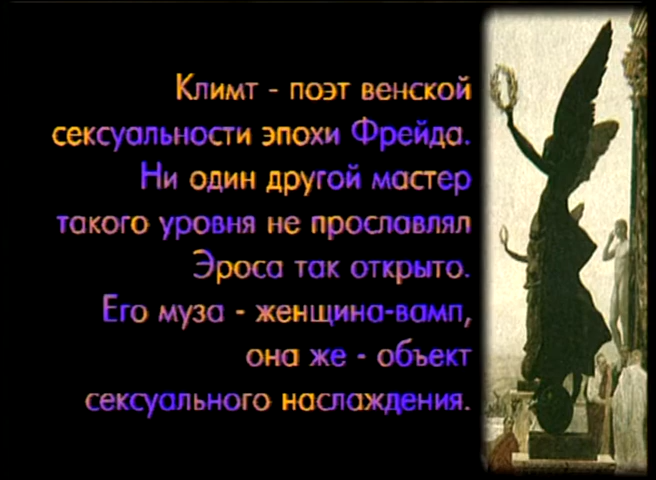 Климт - поэт венской
сексуальности эпохи Фрейда.
Ни один другой мастер
такого уровня не прославлял
Эроса так открыто.
Его муза - женщина-вамп,
она же - объект
сексуального наслаждения.